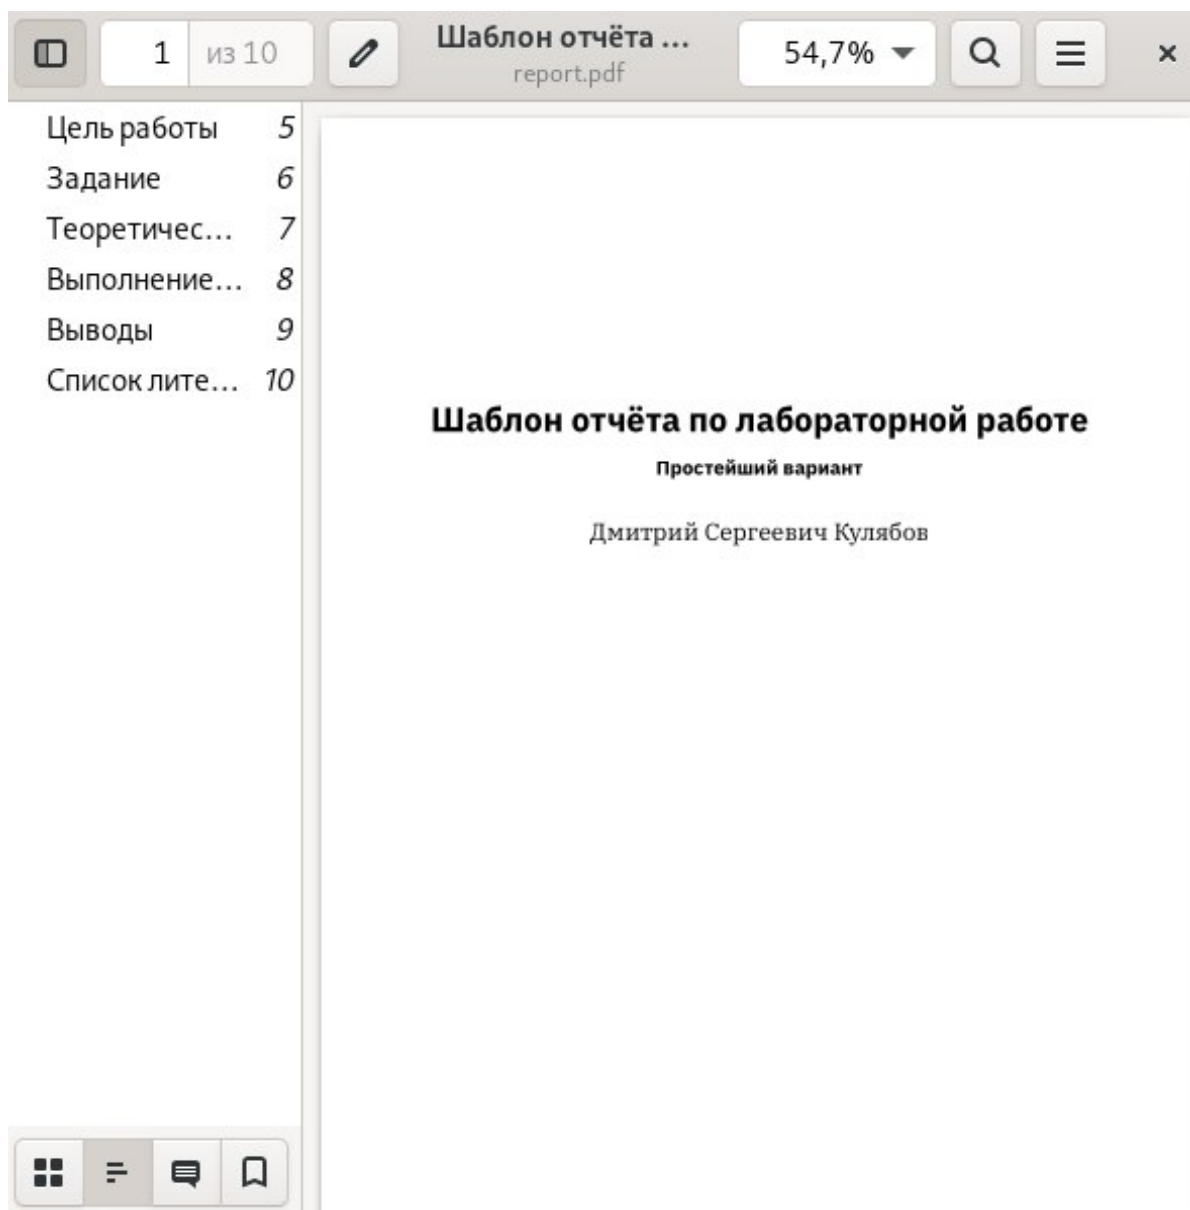 1 из 10 Шаблон отчёта ... 54,7%
report.pdf
Цель работы 5
Задание 6
Теоретичес... 7
Выполнение... 8
Выводы 9
Список лите... 10
Шаблон отчёта по лабораторной работе
Простейший вариант
Дмитрий Сергеевич Кулябов